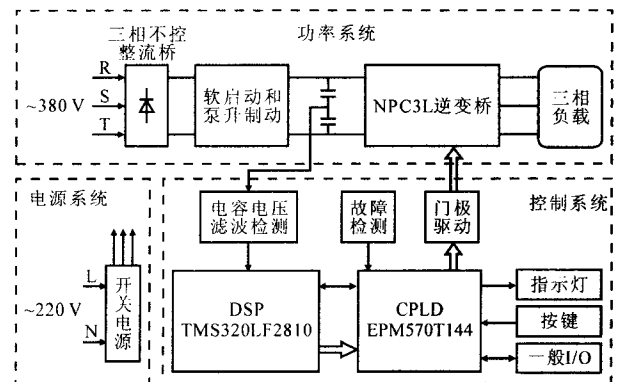 三相不控
整流桥
功率系统
R
S
T
~380 V
软启动和
泵升制动
NPC3L逆变桥
三相
负载
电源系统
L
N
~220 V
开关电源
控制系统
电容电压
滤波检测
故障
检测
门极
驱动
DSP
TMS320LF2810
CPLD
EPM570T144
指示灯
按键
一般I/O